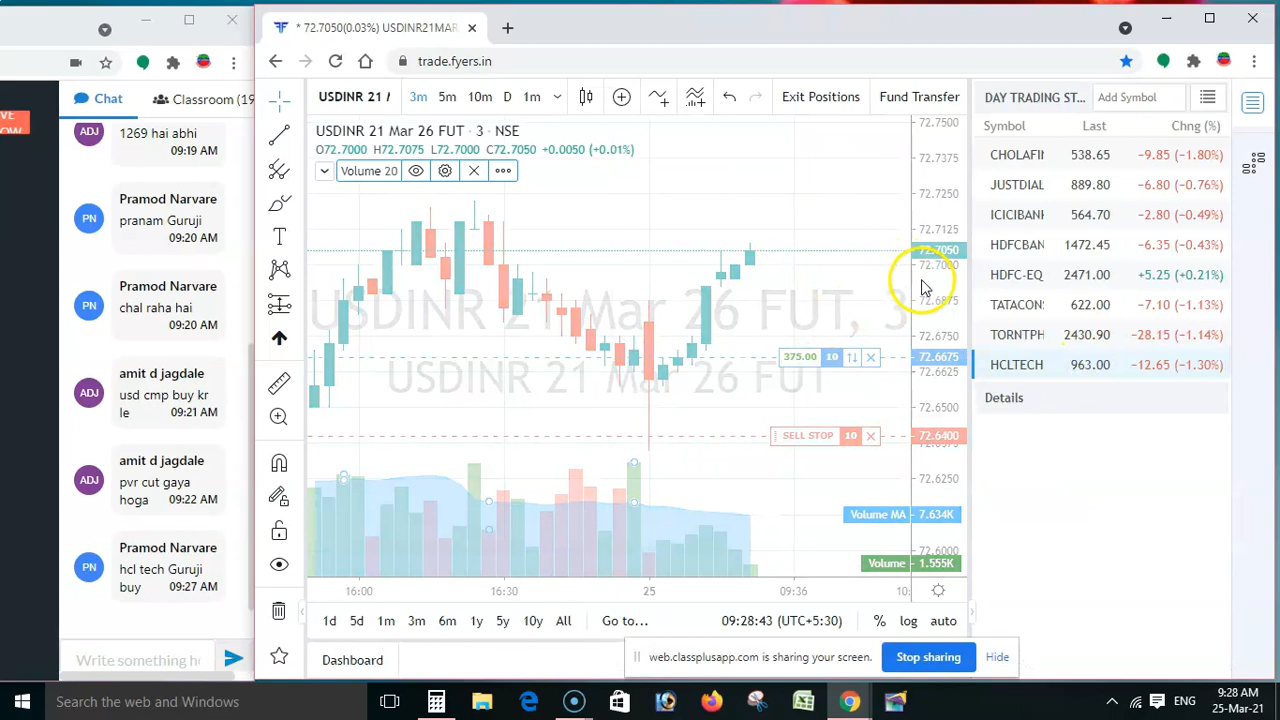 VE
OW
Chat
Classroom (19
ADJ
1269 hai abhi
09:19 AM
Pramod Narvare
PN
pranam Guruji
09:20 AM
Pramod Narvare
PN
chal raha hai
09:20 AM
amit d jagdale
ADJ
usd cmp buy kr
le
09:21 AM
amit d jagdale
ADJ
pvr cut gaya
hoga
09:22 AM
Pramod Narvare
PN
hcl tech Guruji
buy
09:27 AM
Write something h
* 72.7050(0.03%) USDINR21MAR
trade.fyers.in
USDINR 21
3m 5m 10m D 1m
Exit Positions
Fund Transfer
USDINR 21 Mar 26 FUT · 3 · NSE
O72.7000 H72.7075 L72.7000 C72.7050 +0.0050 (+0.01%)
Volume 20
USDINR 21 Mar 26 FUT, 3
USDINR 21 Mar 26 FUT
72.7500
72.7375
72.7250
72.7125
72.7050
72.7000
72.6875
72.6750
375.00 10
72.6675
72.6625
72.6500
SELL STOP 10
72.6400
72.6250
Volume MA 7.634K
72.6000
Volume 1.555K
16:00 16:30 25 09:36 10:
1d 5d 1m 3m 6m 1y 5y 10y All Go to...
09:28:43 (UTC+5:30) % log auto
DAY TRADING ST...
Add Symbol
Symbol Last Chng (%)
CHOLAFIN 538.65 -9.85 (-1.80%)
JUSTDIAL 889.80 -6.80 (-0.76%)
ICICIBANK 564.70 -2.80 (-0.49%)
HDFCBAN 1472.45 -6.35 (-0.43%)
HDFC-EQ 2471.00 +5.25 (+0.21%)
TATACON 622.00 -7.10 (-1.13%)
TORNTPH 2430.90 -28.15 (-1.14%)
HCLTECH 963.00 -12.65 (-1.30%)
Details
Dashboard
web.classplusapp.com is sharing your screen.
Stop sharing
Hide
Search the web and Windows
ENG
9:28 AM
25-Mar-21